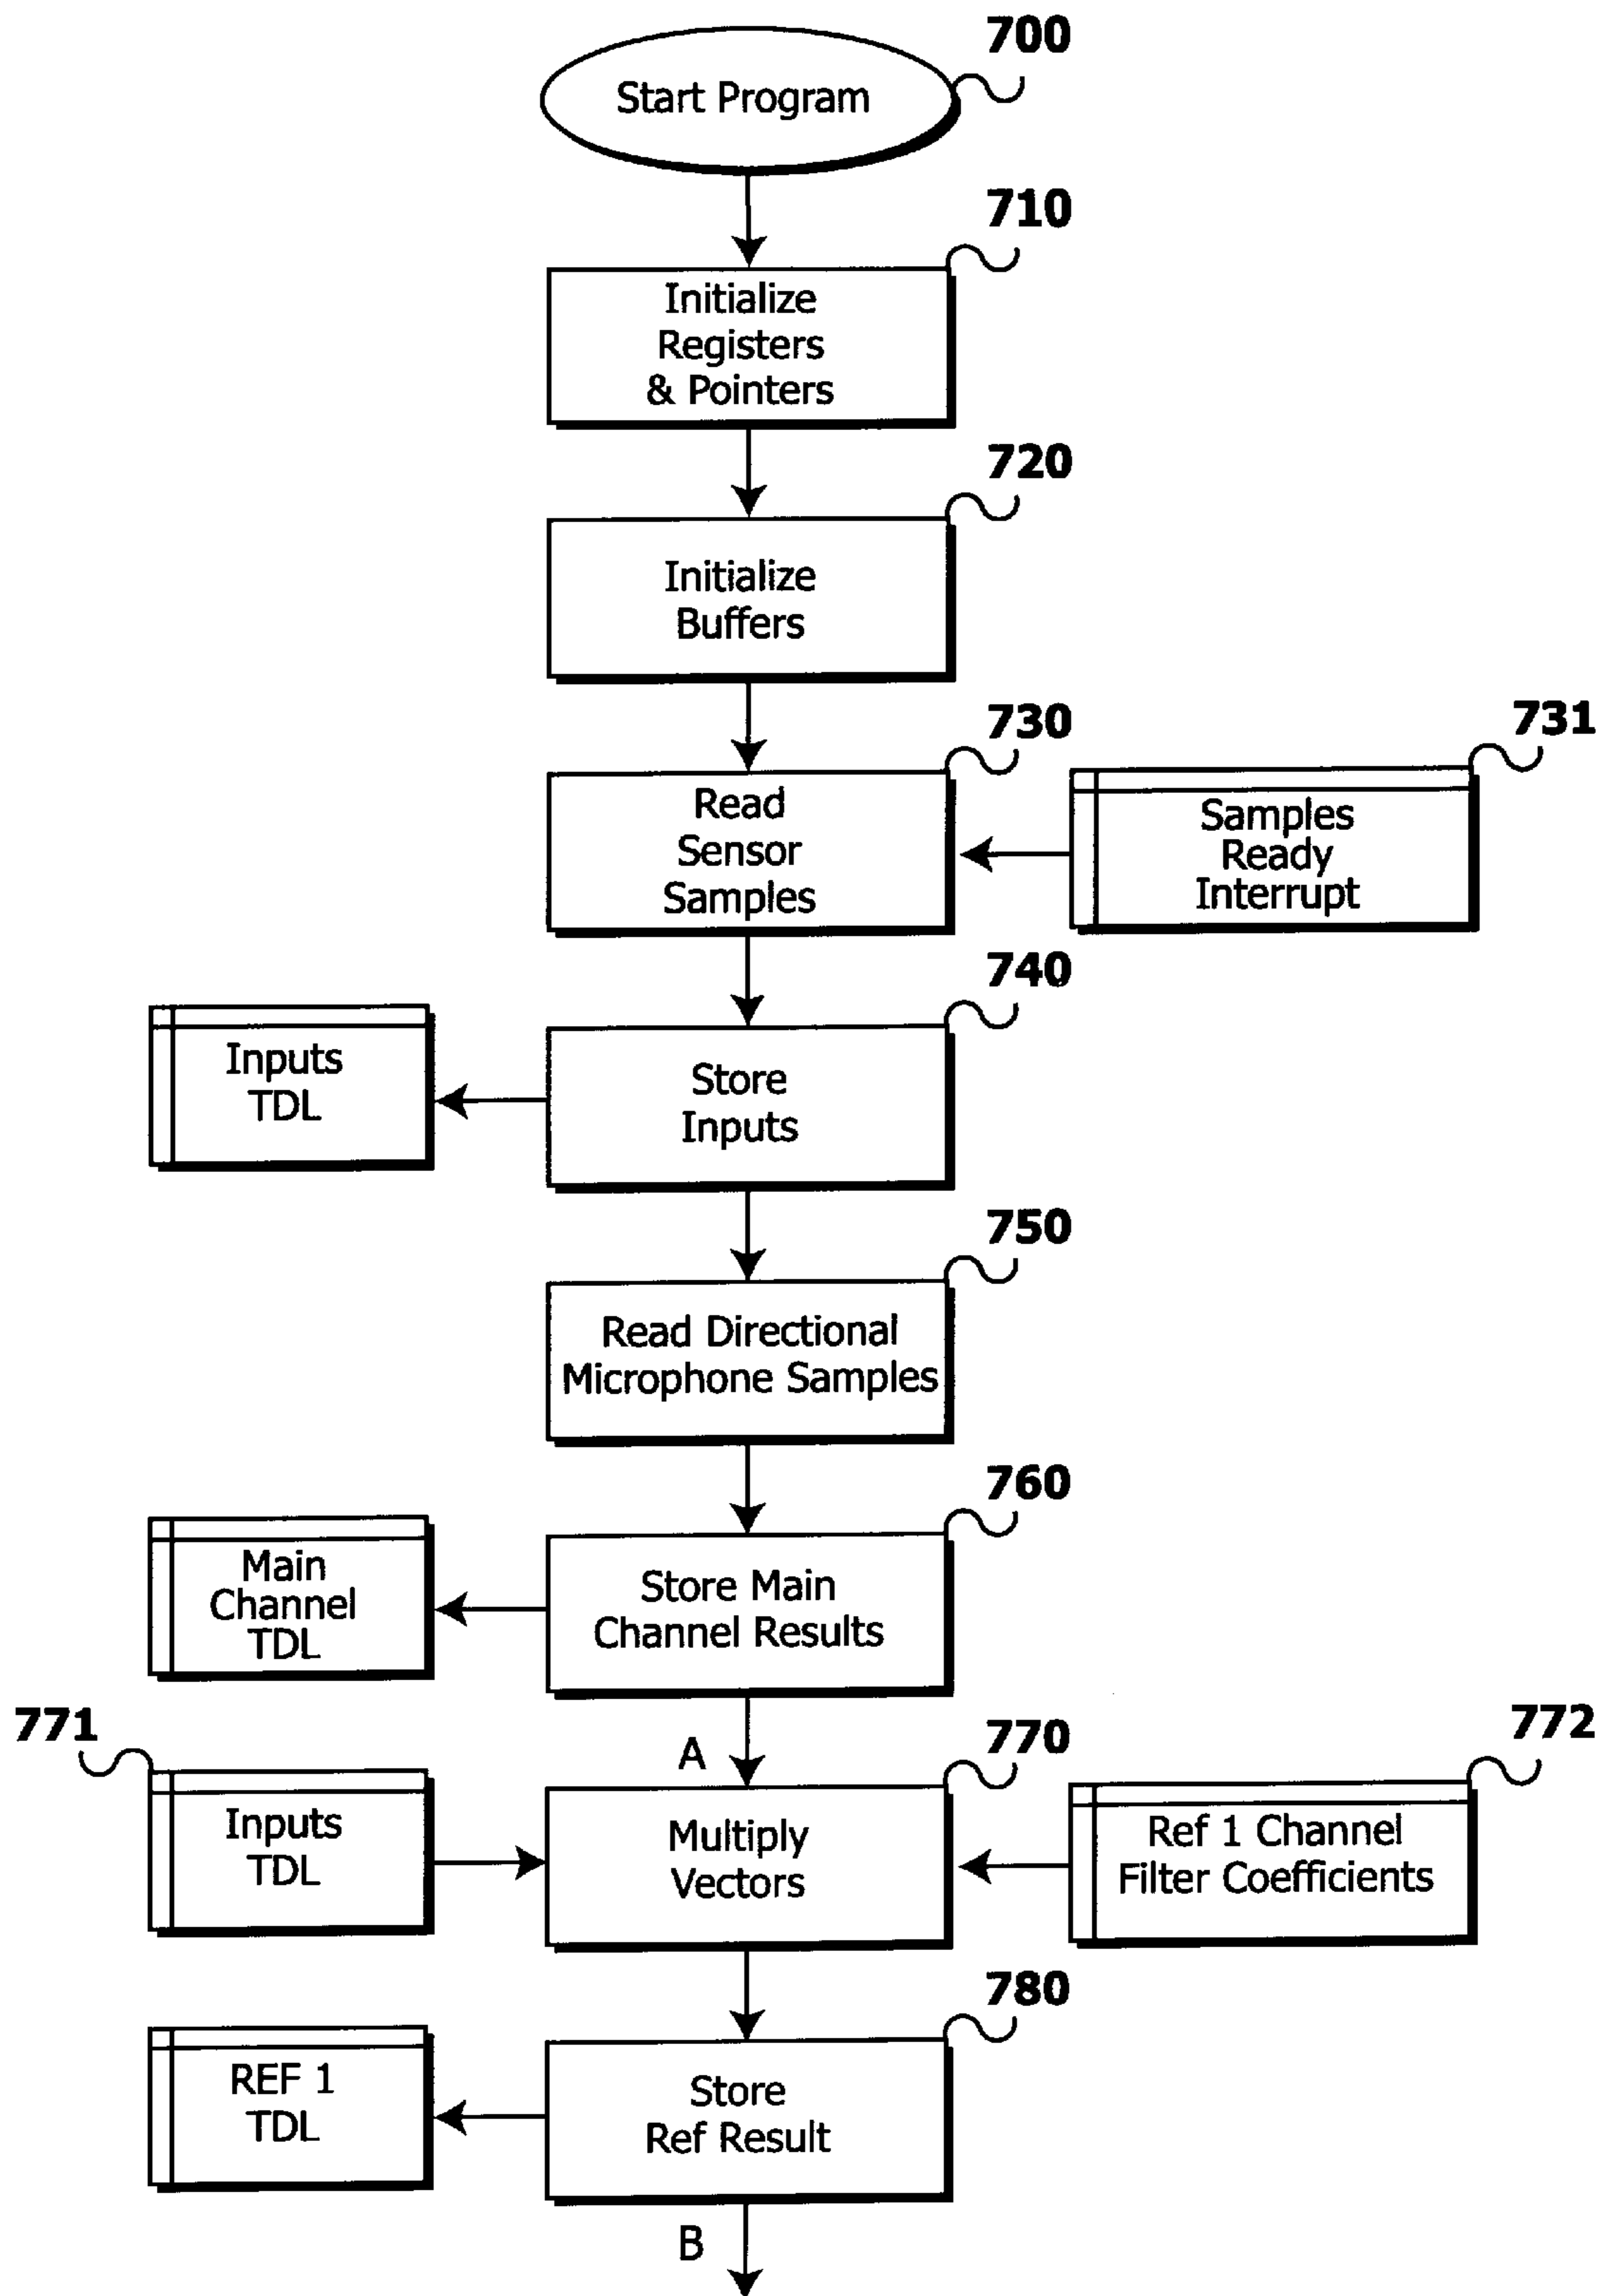 700
Start Program
710
Initialize
Registers
& Pointers
720
Initialize
Buffers
730
731
Read
Sensor
Samples
Samples
Ready
Interrupt
740
Inputs
TDL
Store
Inputs
750
Read Directional
Microphone Samples
760
Main
Channel
TDL
Store Main
Channel Results
771
A
770
772
Inputs
TDL
Multiply
Vectors
Ref 1 Channel
Filter Coefficients
780
REF 1
TDL
Store
Ref Result
B